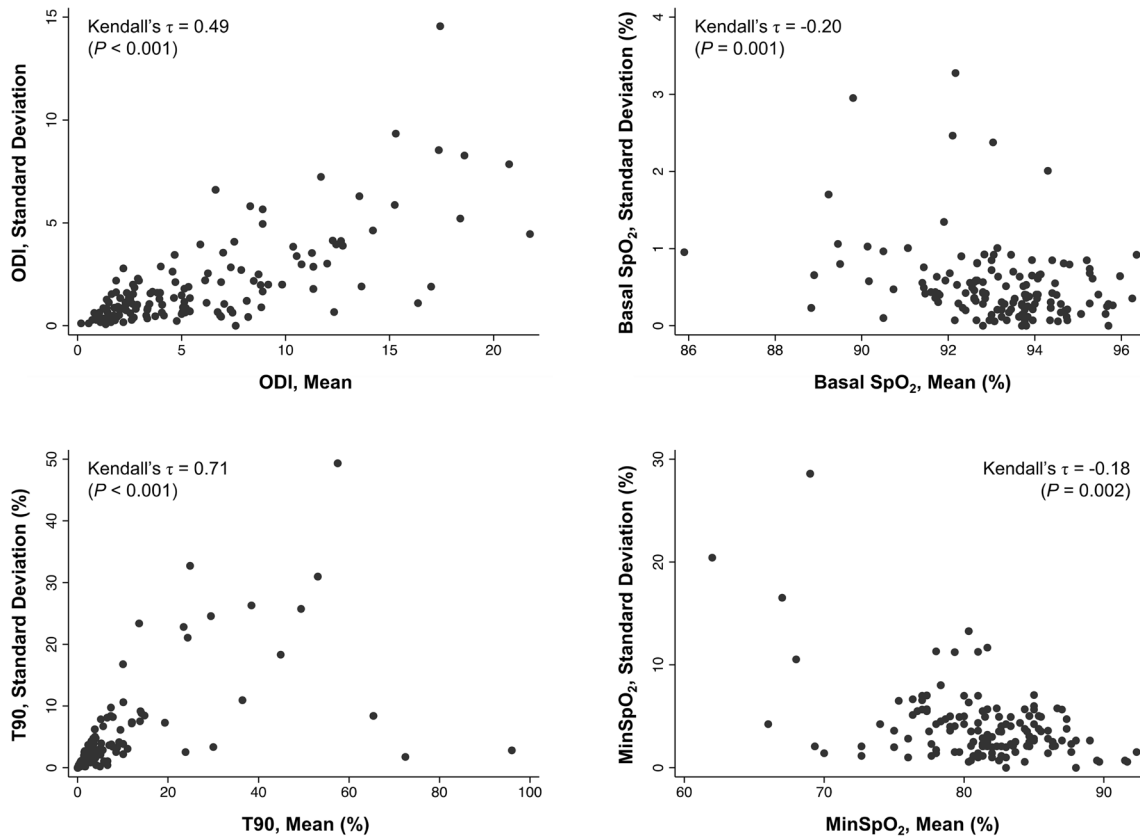 Kendall's τ = 0.49
(P < 0.001)
ODI, Standard Deviation
15
10
5
0
0 5 10 15 20
ODI, Mean
Kendall's τ = -0.20
(P = 0.001)
Basal SpO₂, Standard Deviation (%)
4
3
2
1
0
86 88 90 92 94 96
Basal SpO₂, Mean (%)
Kendall's τ = 0.71
(P < 0.001)
T90, Standard Deviation (%)
50
40
30
20
10
0
0 20 40 60 80 100
T90, Mean (%)
Kendall's τ = -0.18
(P = 0.002)
MinSpO₂, Standard Deviation (%)
30
20
10
0
60 70 80 90
MinSpO₂, Mean (%)